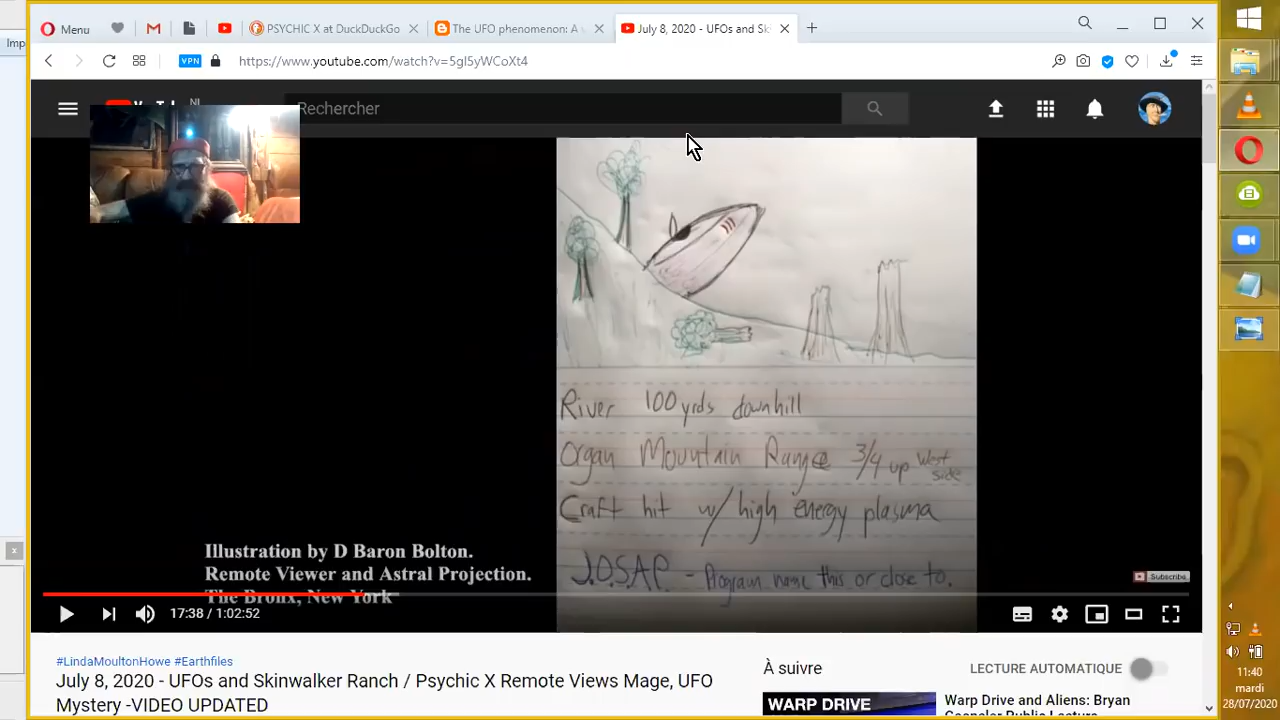 Menu
PSYCHIC X at DuckDuckGo
The UFO phenomenon: A v
July 8, 2020 - UFOs and Sk
VPN
https://www.youtube.com/watch?v=5gI5yWCoXt4
NL
Rechercher
River 100 yrds downhill
Organ Mountain Range 3/4 up West side
Craft hit w/ high energy plasma
J.O.S.A.P. - Program name this or close to.
Illustration by D Baron Bolton.
Remote Viewer and Astral Projection.
The Bronx, New York
Subscribe
17:38 / 1:02:52
#LindaMoultonHowe #Earthfiles
July 8, 2020 - UFOs and Skinwalker Ranch / Psychic X Remote Views Mage, UFO
Mystery -VIDEO UPDATED
À suivre
LECTURE AUTOMATIQUE
WARP DRIVE
Warp Drive and Aliens: Bryan
11:40
mardi
28/07/2020